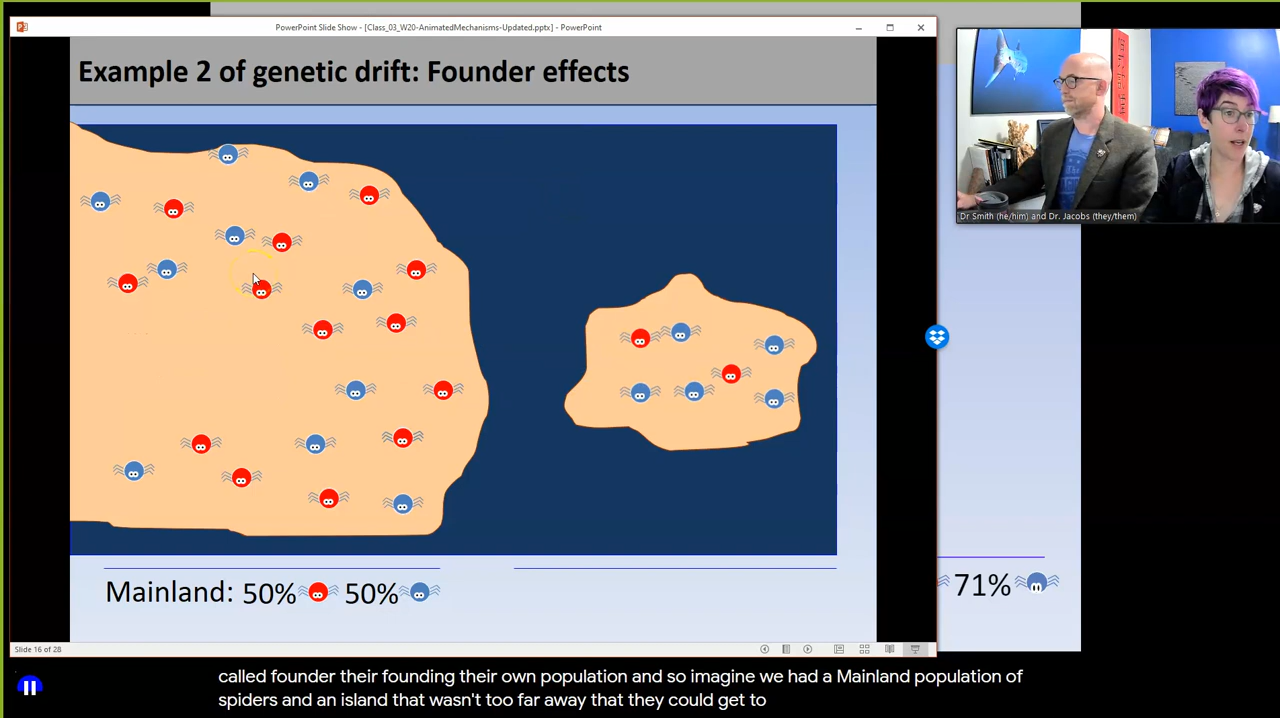 PowerPoint Slide Show - [Class_03_W20-AnimatedMechanisms-Updated.pptx] - PowerPoint
Example 2 of genetic drift: Founder effects
Dr Smith (he/him) and Dr. Jacobs (they/them)
Mainland: 50% 50%
71%
Slide 16 of 28
called founder their founding their own population and so imagine we had a Mainland population of
spiders and an island that wasn't too far away that they could get to